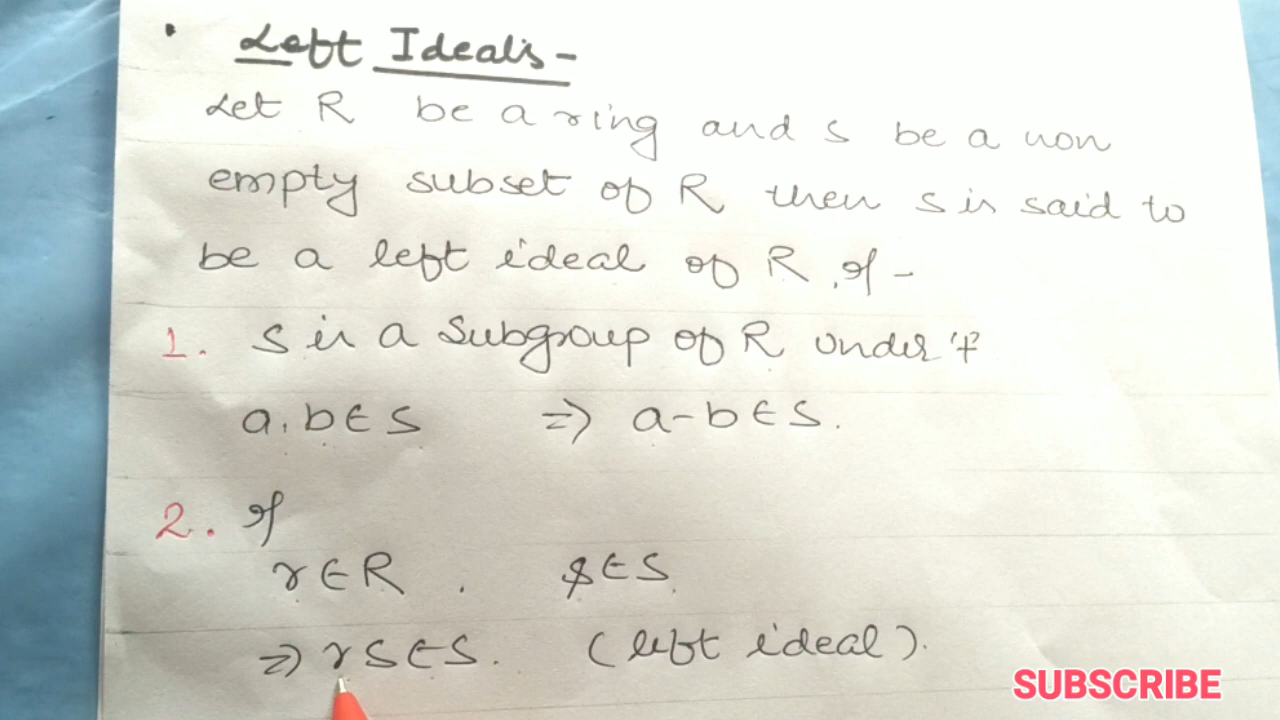 • Left Ideals -
Let R be a ring and S be a non
empty subset of R then S is said to
be a left ideal of R if -
1. S is a Subgroup of R under '+
a, b ∈ S ⇒ a - b ∈ S.
2. if
r ∈ R , s ∈ S
⇒ rs ∈ S. (left ideal).
SUBSCRIBE